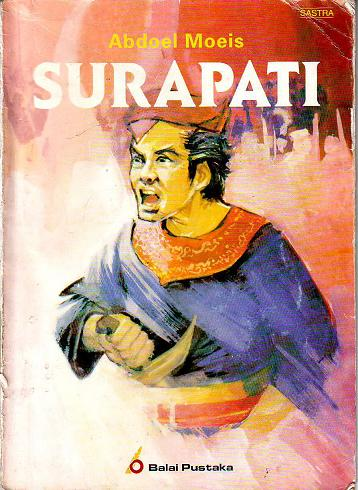 SASTRA
Abdoel Moeis
SURAPATI
Balai Pustaka